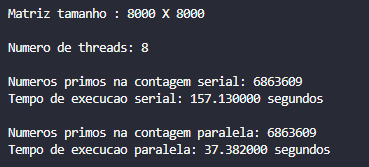 Matriz tamanho : 8000 X 8000
Numero de threads: 8
Numeros primos na contagem serial: 6863609
Tempo de execucao serial: 157.130000 segundos
Numeros primos na contagem paralela: 6863609
Tempo de execucao paralela: 37.382000 segundos